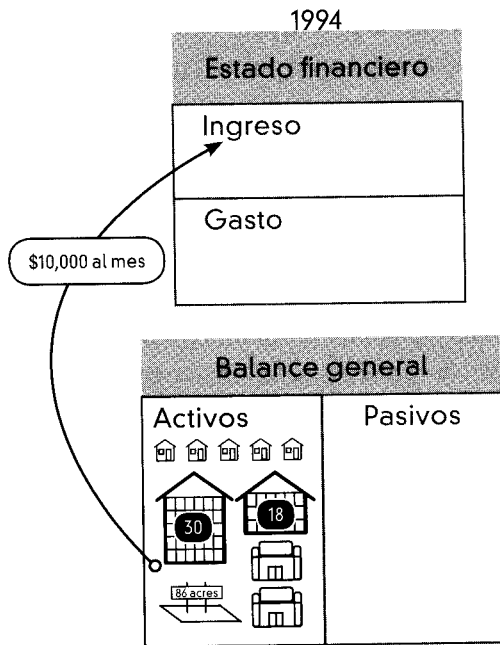 1994
Estado financiero
Ingreso
Gasto
$10,000 al mes
Balance general
Activos
Pasivos
30
18
86 acres